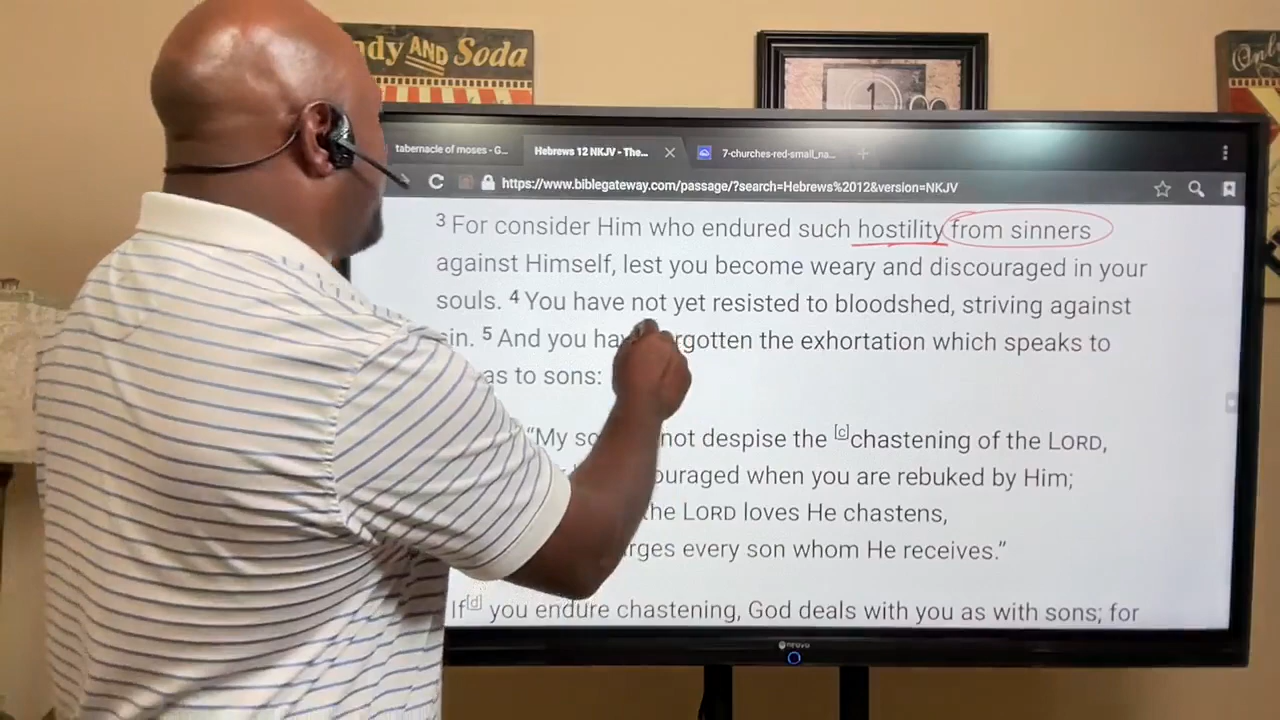 ndy AND Soda
1
Onl
tabernacle of moses - G...
Hebrews 12 NKJV - The...
7-churches-red-small_na...
https://www.biblegateway.com/passage/?search=Hebrews%2012&version=NKJV
3 For consider Him who endured such hostility from sinners
against Himself, lest you become weary and discouraged in your
souls. 4 You have not yet resisted to bloodshed, striving against
in. 5 And you ha rgotten the exhortation which speaks to
as to sons:
“My so not despise the [c]chastening of the LORD,
ouraged when you are rebuked by Him;
the LORD loves He chastens,
rges every son whom He receives.”
If[d] you endure chastening, God deals with you as with sons; for
neuvo